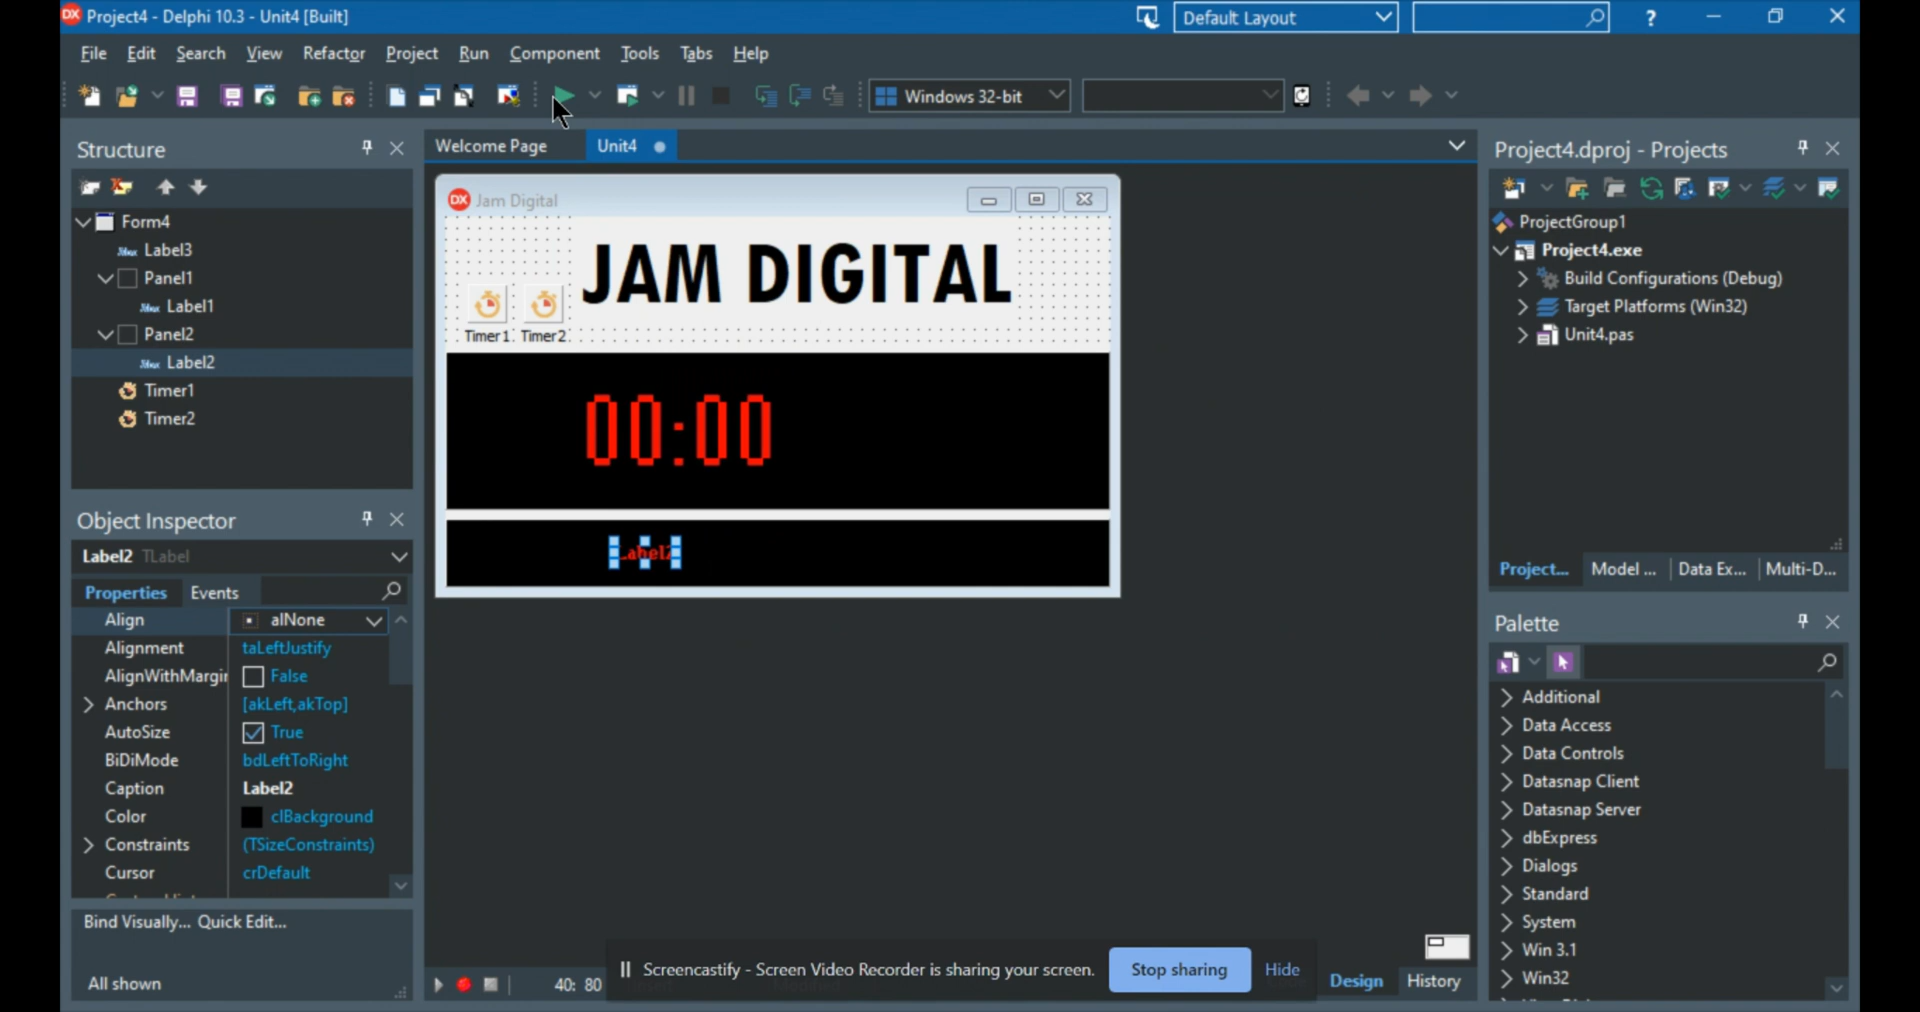 Project4 - Delphi 10.3 - Unit4 [Built]
Default Layout
?
File Edit Search View Refactor Project Run Component Tools Tabs Help
Windows 32-bit
Structure
Form4
Label3
Panel1
Label1
Panel2
Label2
Timer1
Timer2
Object Inspector
Label2 TLabel
Properties Events
Align alNone
Alignment taLeftJustify
AlignWithMargin False
Anchors [akLeft,akTop]
AutoSize True
BiDiMode bdLeftToRight
Caption Label2
Color clBackground
Constraints (TSizeConstraints)
Cursor crDefault
Bind Visually... Quick Edit...
All shown
Welcome Page Unit4
DX Jam Digital
JAM DIGITAL
Timer1 Timer2
00:00
Label2
40: 80
Screencastify - Screen Video Recorder is sharing your screen. Stop sharing Hide
Design History
Project4.dproj - Projects
ProjectGroup1
Project4.exe
Build Configurations (Debug)
Target Platforms (Win32)
Unit4.pas
Project... Model ... Data Ex... Multi-D...
Palette
Additional
Data Access
Data Controls
Datasnap Client
Datasnap Server
dbExpress
Dialogs
Standard
System
Win 3.1
Win32